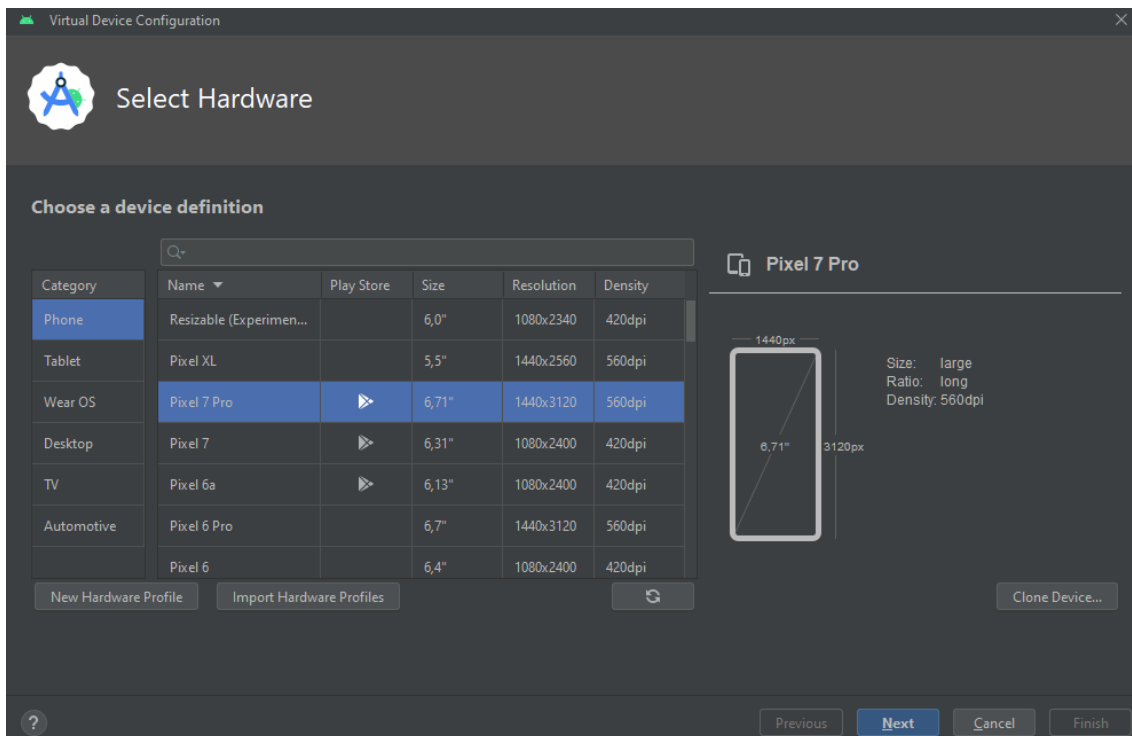 Virtual Device Configuration
Select Hardware
Choose a device definition
Category
Phone
Tablet
Wear OS
Desktop
TV
Automotive
Name Play Store Size Resolution Density
Resizable (Experimen... 6,0" 1080x2340 420dpi
Pixel XL 5,5" 1440x2560 560dpi
Pixel 7 Pro 6,71" 1440x3120 560dpi
Pixel 7 6,31" 1080x2400 420dpi
Pixel 6a 6,13" 1080x2400 420dpi
Pixel 6 Pro 6,7" 1440x3120 560dpi
Pixel 6 6,4" 1080x2400 420dpi
New Hardware Profile Import Hardware Profiles
Pixel 7 Pro
1440px
6,71" 3120px
Size: large
Ratio: long
Density: 560dpi
Clone Device...
? Previous Next Cancel Finish